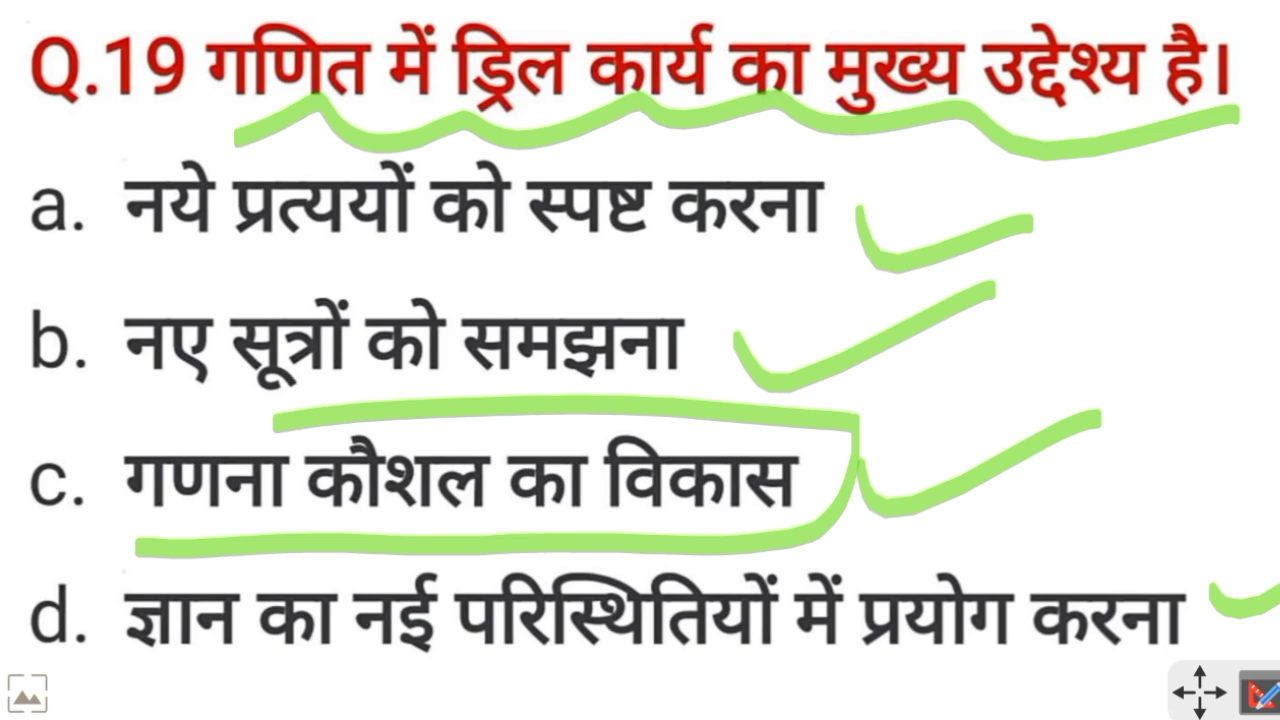 Q.19 गणित में ड्रिल कार्य का मुख्य उद्देश्य है।
a. नये प्रत्ययों को स्पष्ट करना
b. नए सूत्रों को समझना
c. गणना कौशल का विकास
d. ज्ञान का नई परिस्थितियों में प्रयोग करना